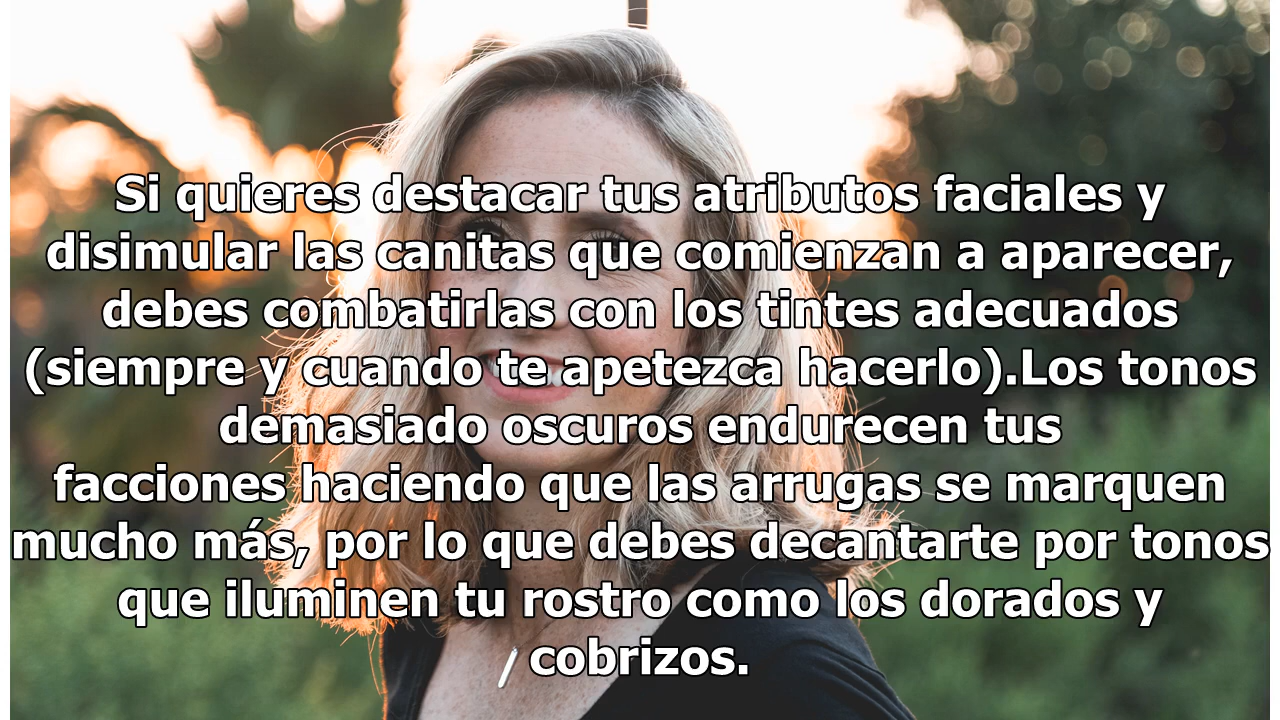 Si quieres destacar tus atributos faciales y
disimular las canitas que comienzan a aparecer,
debes combatirlas con los tintes adecuados
(siempre y cuando te apetezca hacerlo).Los tonos
demasiado oscuros endurecen tus
facciones haciendo que las arrugas se marquen
mucho más, por lo que debes decantarte por tonos
que iluminen tu rostro como los dorados y
cobrizos.